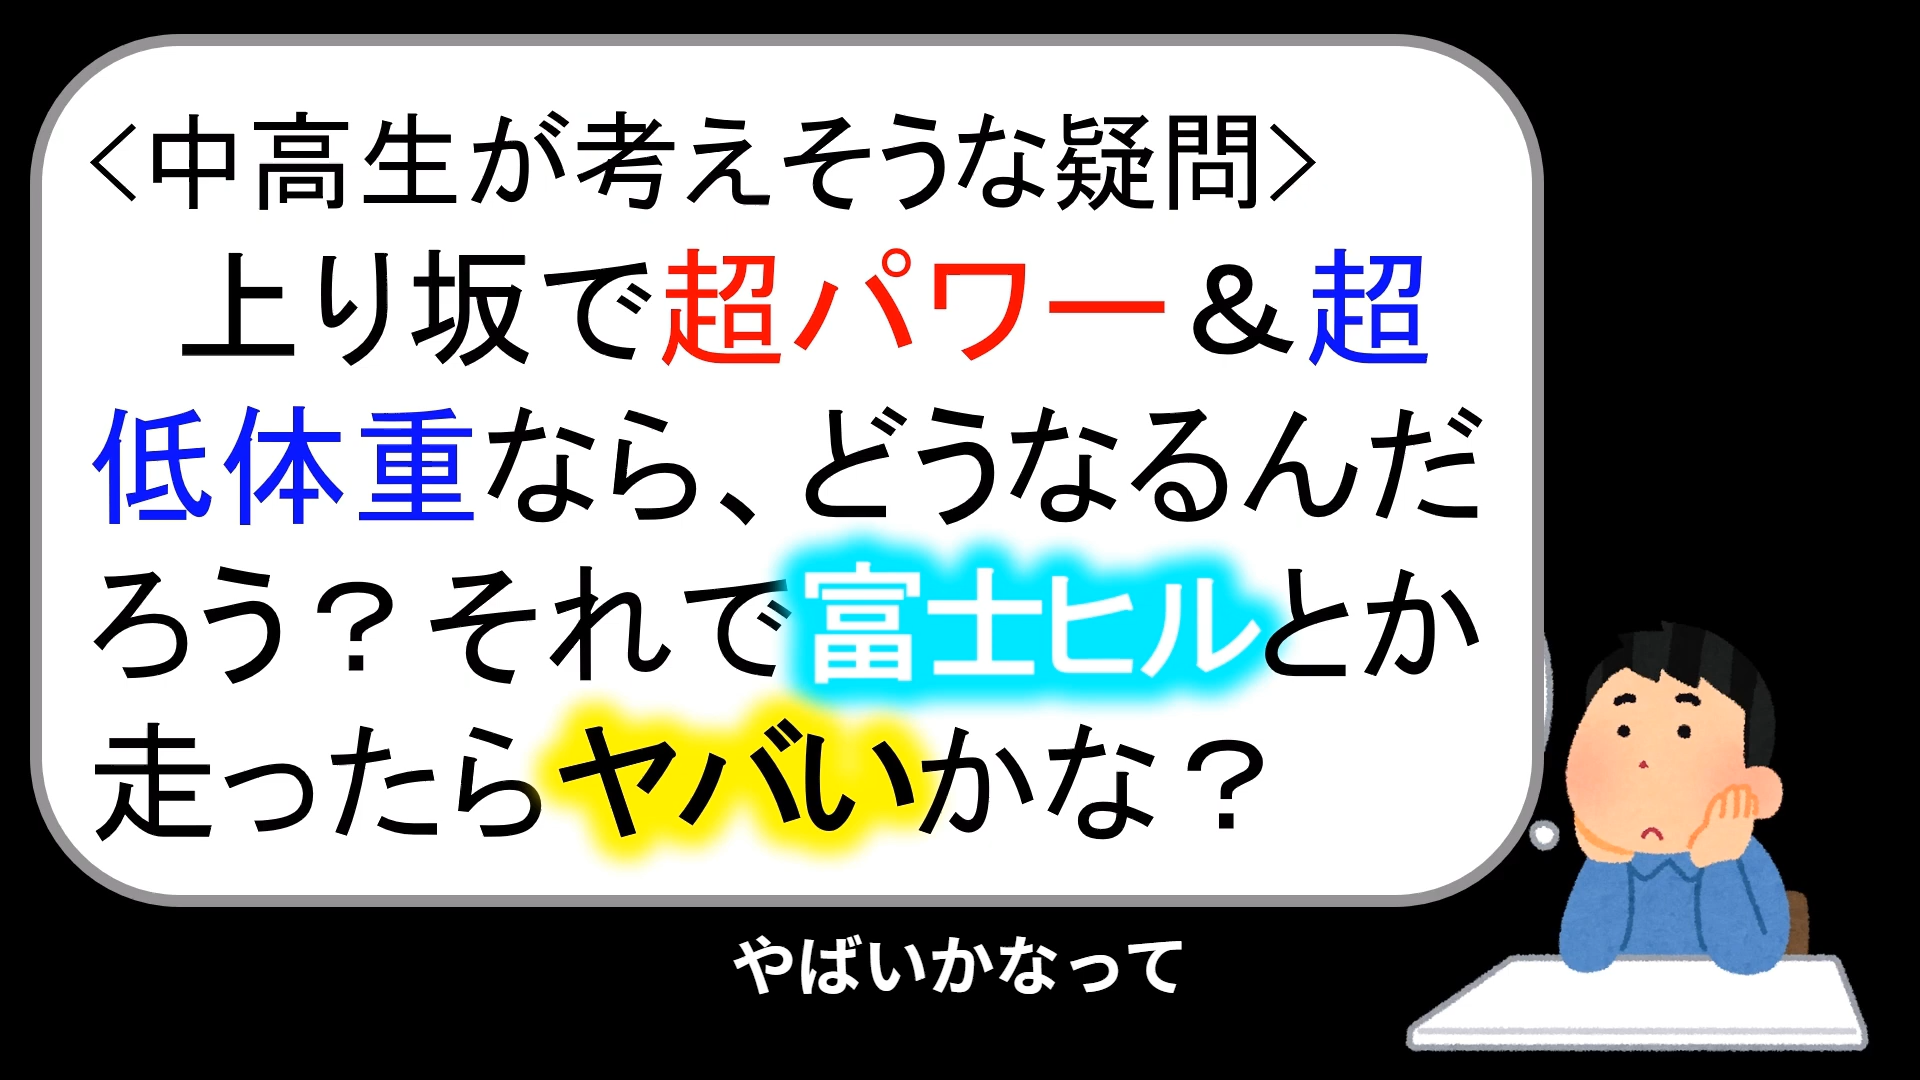 ＜中高生が考えそうな疑問＞
上り坂で超パワー＆超
低体重なら、どうなるんだ
ろう？それで富士ヒルとか
走ったらヤバいかな？
やばいかなって